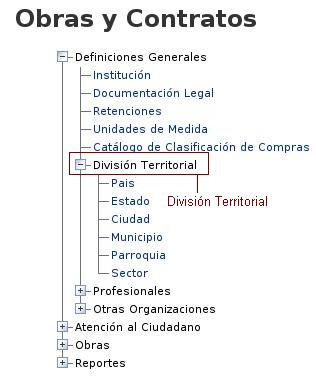 Obras y Contratos
Definiciones Generales
Institución
Documentación Legal
Retenciones
Unidades de Medida
Catálogo de Clasificación de Compras
División Territorial
Pais
Estado
División Territorial
Ciudad
Municipio
Parroquia
Sector
Profesionales
Otras Organizaciones
Atención al Ciudadano
Obras
Reportes